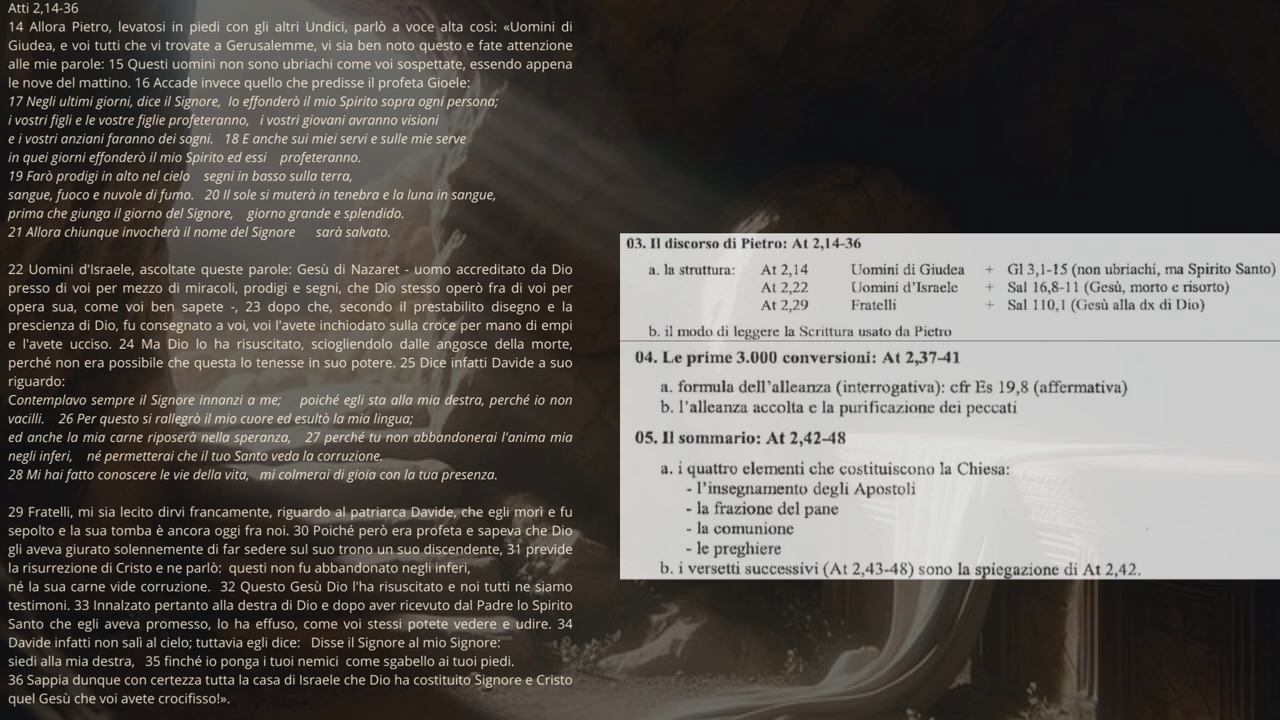 Atti 2,14-36
14 Allora Pietro, levatosi in piedi con gli altri Undici, parlò a voce alta così: «Uomini di
Giudea, e voi tutti che vi trovate a Gerusalemme, vi sia ben noto questo e fate attenzione
alle mie parole: 15 Questi uomini non sono ubriachi come voi sospettate, essendo appena
le nove del mattino. 16 Accade invece quello che predisse il profeta Gioele:
17 Negli ultimi giorni, dice il Signore, Io effonderò il mio Spirito sopra ogni persona;
i vostri figli e le vostre figlie profeteranno, i vostri giovani avranno visioni
e i vostri anziani faranno dei sogni. 18 E anche sui miei servi e sulle mie serve
in quei giorni effonderò il mio Spirito ed essi profeteranno.
19 Farò prodigi in alto nel cielo segni in basso sulla terra,
sangue, fuoco e nuvole di fumo. 20 Il sole si muterà in tenebra e la luna in sangue,
prima che giunga il giorno del Signore, giorno grande e splendido.
21 Allora chiunque invocherà il nome del Signore sarà salvato.
22 Uomini d'Israele, ascoltate queste parole: Gesù di Nazaret - uomo accreditato da Dio
presso di voi per mezzo di miracoli, prodigi e segni, che Dio stesso operò fra di voi per
opera sua, come voi ben sapete -, 23 dopo che, secondo il prestabilito disegno e la
prescienza di Dio, fu consegnato a voi, voi l'avete inchiodato sulla croce per mano di empi
e l'avete ucciso. 24 Ma Dio lo ha risuscitato, sciogliendolo dalle angosce della morte,
perché non era possibile che questa lo tenesse in suo potere. 25 Dice infatti Davide a suo
riguardo:
Contemplavo sempre il Signore innanzi a me; poiché egli sta alla mia destra, perché io non
vacilli. 26 Per questo si rallegrò il mio cuore ed esultò la mia lingua;
ed anche la mia carne riposerà nella speranza, 27 perché tu non abbandonerai l'anima mia
negli inferi, né permetterai che il tuo Santo veda la corruzione.
28 Mi hai fatto conoscere le vie della vita, mi colmerai di gioia con la tua presenza.
29 Fratelli, mi sia lecito dirvi francamente, riguardo al patriarca Davide, che egli morì e fu
sepolto e la sua tomba è ancora oggi fra noi. 30 Poiché però era profeta e sapeva che Dio
gli aveva giurato solennemente di far sedere sul suo trono un suo discendente, 31 previde
la risurrezione di Cristo e ne parlò: questi non fu abbandonato negli inferi,
né la sua carne vide corruzione. 32 Questo Gesù Dio l'ha risuscitato e noi tutti ne siamo
testimoni. 33 Innalzato pertanto alla destra di Dio e dopo aver ricevuto dal Padre lo Spirito
Santo che egli aveva promesso, lo ha effuso, come voi stessi potete vedere e udire. 34
Davide infatti non salì al cielo; tuttavia egli dice: Disse il Signore al mio Signore:
siedi alla mia destra, 35 finché io ponga i tuoi nemici come sgabello ai tuoi piedi.
36 Sappia dunque con certezza tutta la casa di Israele che Dio ha costituito Signore e Cristo
quel Gesù che voi avete crocifisso!».
03. Il discorso di Pietro: At 2,14-36
a. la struttura: At 2,14 Uomini di Giudea + Gl 3,1-15 (non ubriachi, ma Spirito Santo)
At 2,22 Uomini d'Israele + Sal 16,8-11 (Gesù, morto e risorto)
At 2,29 Fratelli + Sal 110,1 (Gesù alla dx di Dio)
b. il modo di leggere la Scrittura usato da Pietro
04. Le prime 3.000 conversioni: At 2,37-41
a. formula dell'alleanza (interrogativa): cfr Es 19,8 (affermativa)
b. l'alleanza accolta e la purificazione dei peccati
05. Il sommario: At 2,42-48
a. i quattro elementi che costituiscono la Chiesa:
- l'insegnamento degli Apostoli
- la frazione del pane
- la comunione
- le preghiere
b. i versetti successivi (At 2,43-48) sono la spiegazione di At 2,42.